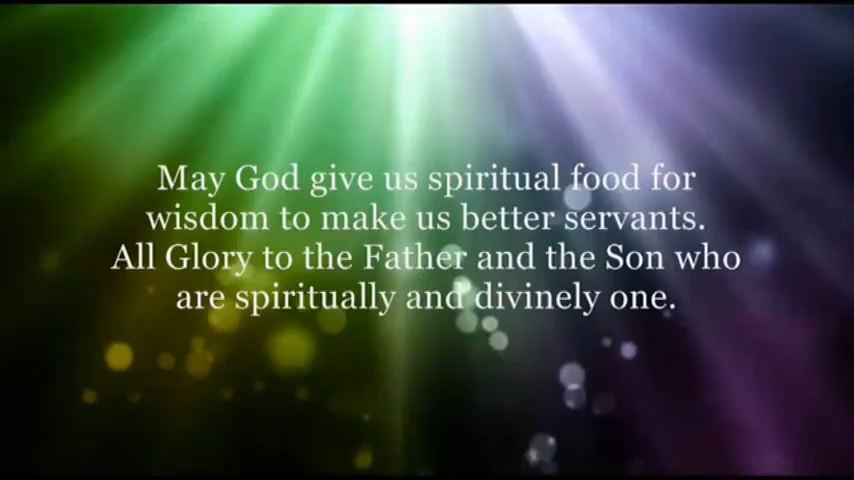 May God give us spiritual food for
wisdom to make us better servants.
All Glory to the Father and the Son who
are spiritually and divinely one.